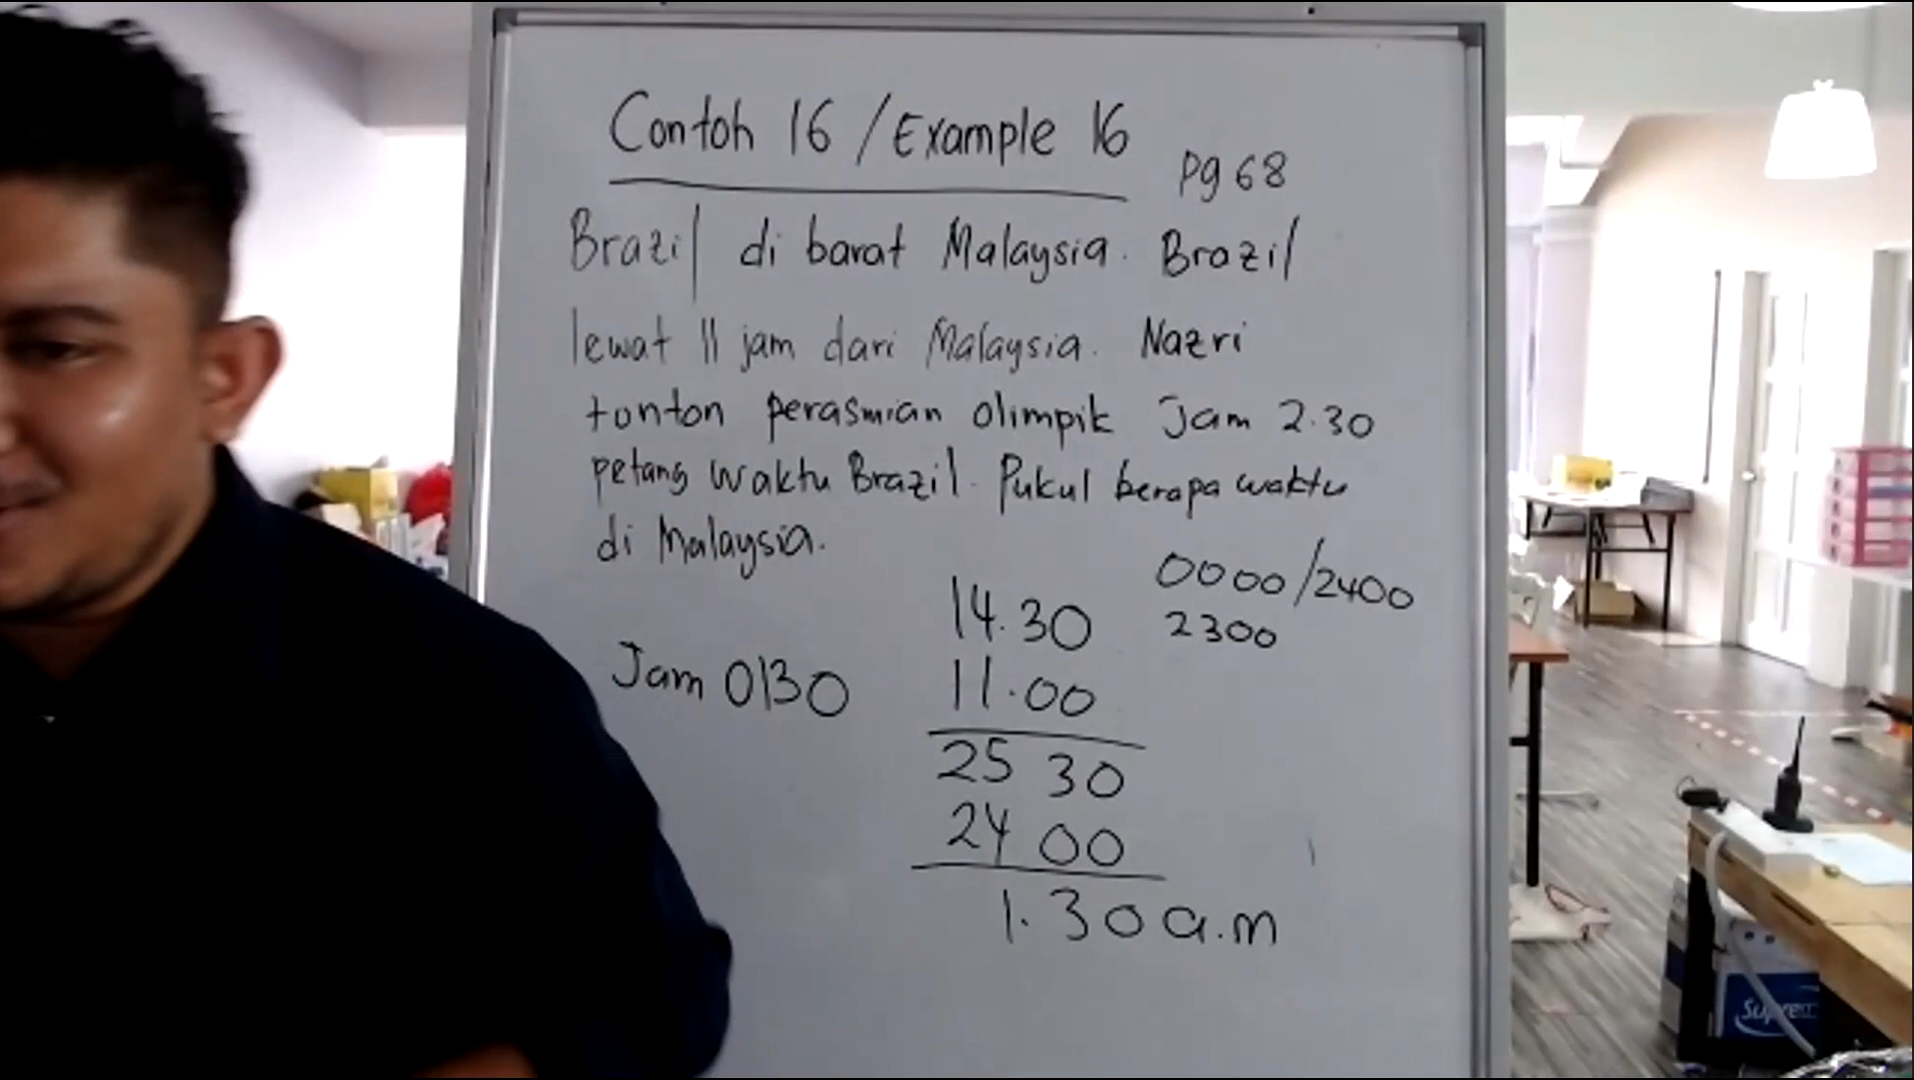 Contoh 16 / Example 16
pg 68
Brazil di barat Malaysia. Brazil
lewat 11 jam dari Malaysia. Nazri
tonton perasmian olimpik Jam 2.30
petang waktu Brazil. Pukul berapa waktu
di Malaysia.
0000/2400
2300
14.30
11.00
Jam 0130
25 30
24 00
1.30 a.m